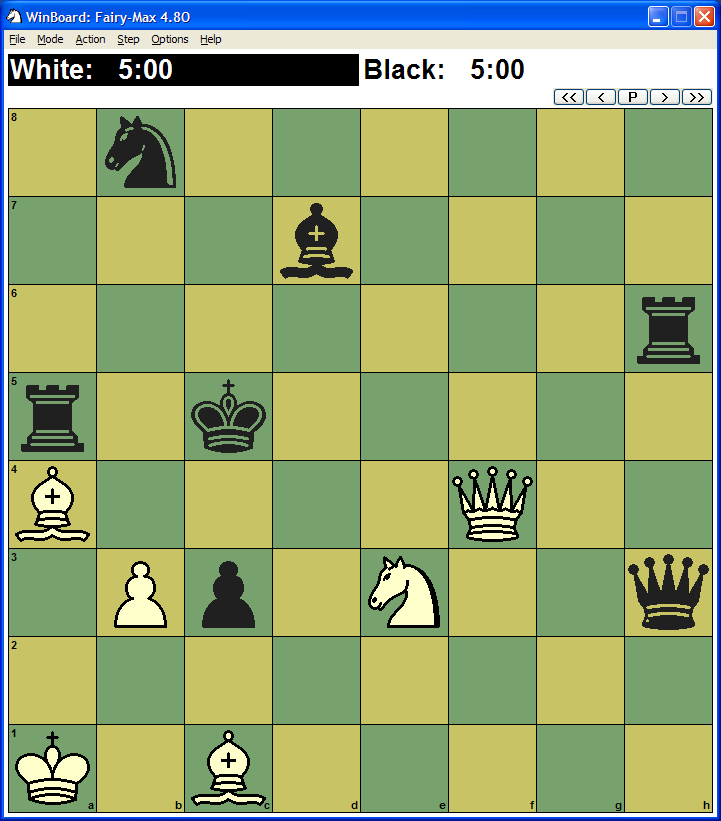 WinBoard: Fairy-Max 4.8O
File Mode Action Step Options Help
White: 5:00 Black: 5:00
<< < P > >>
8
7
6
5
4
3
2
1
a b c d e f g h